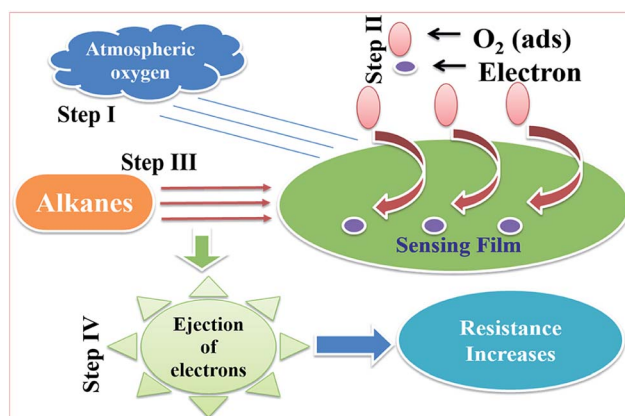 Atmospheric
oxygen
Step I
Step II
O2 (ads)
Electron
Step III
Alkanes
Sensing Film
Step IV
Ejection
of
electrons
Resistance
Increases